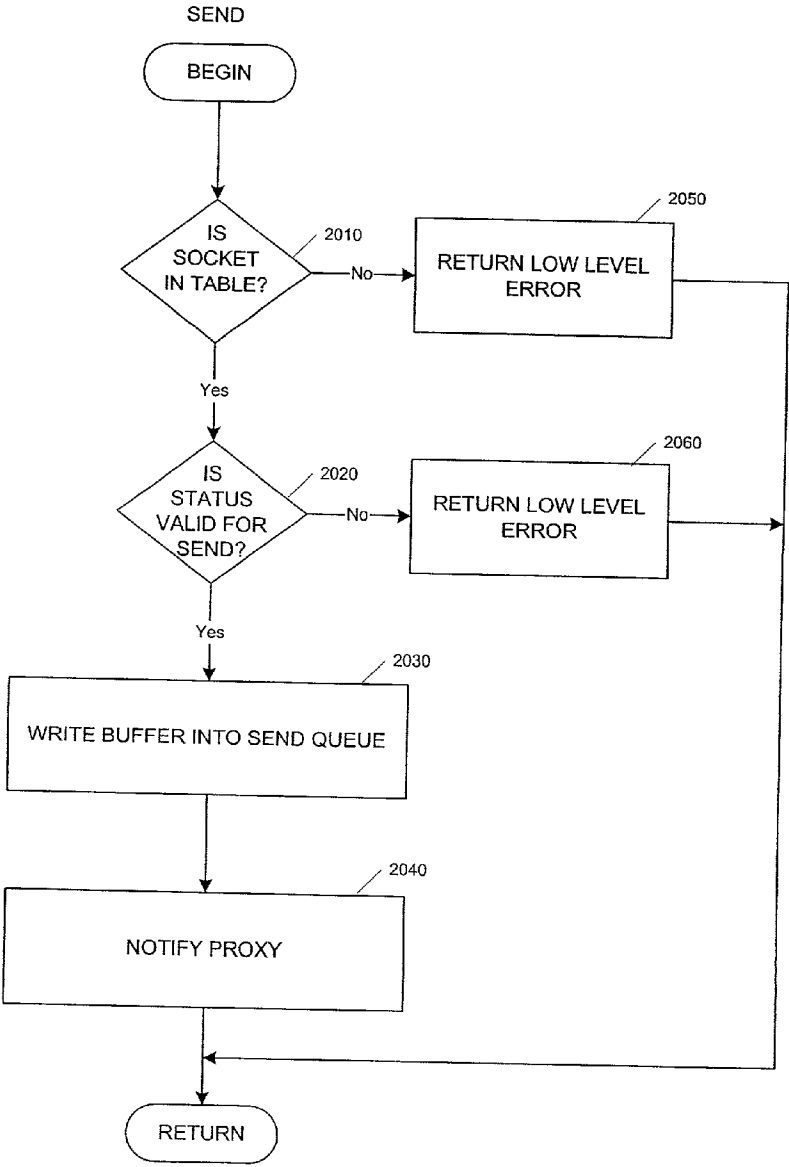 SEND
BEGIN
IS
SOCKET
IN TABLE?
2010
No
2050
RETURN LOW LEVEL
ERROR
Yes
IS
STATUS
VALID FOR
SEND?
2020
No
2060
RETURN LOW LEVEL
ERROR
Yes
2030
WRITE BUFFER INTO SEND QUEUE
2040
NOTIFY PROXY
RETURN